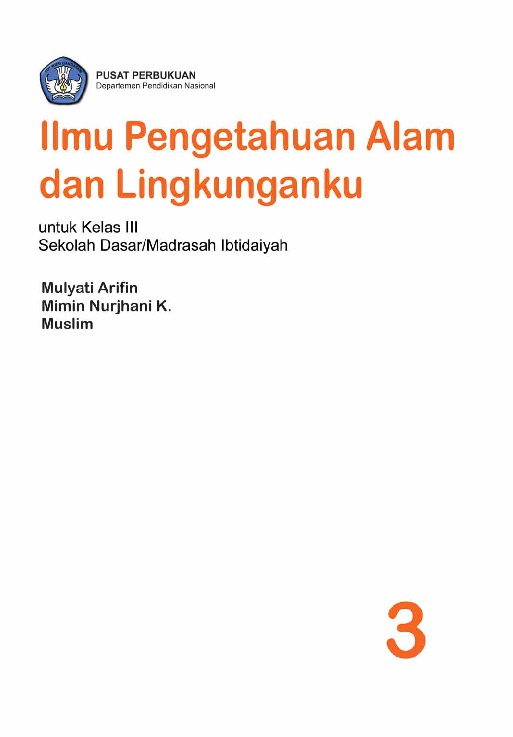 PUSAT PERBUKUAN
Departemen Pendidikan Nasional
Ilmu Pengetahuan Alam
dan Lingkunganku
untuk Kelas III
Sekolah Dasar/Madrasah Ibtidaiyah
Mulyati Arifin
Mimin Nurjhani K.
Muslim
3